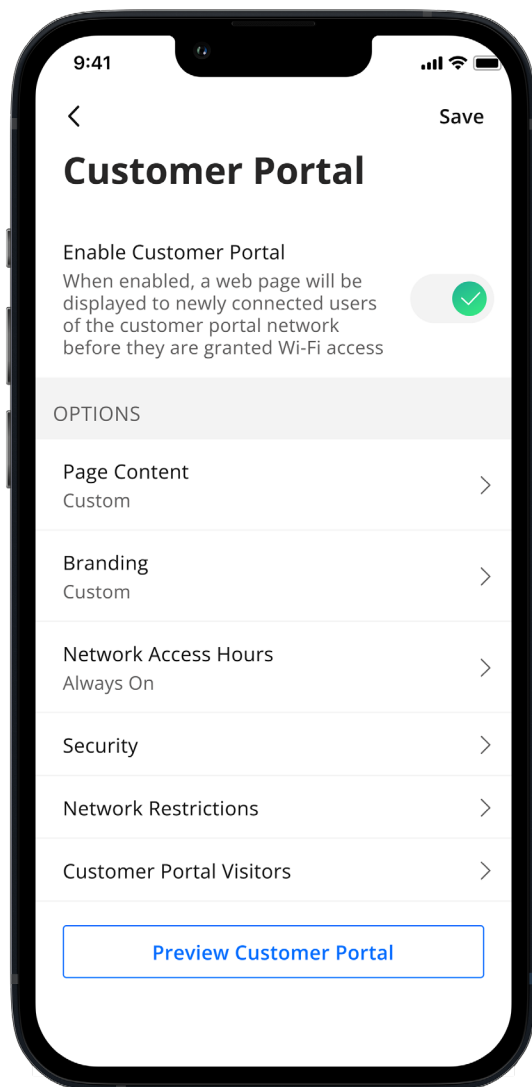 9:41
Save
Customer Portal
Enable Customer Portal
When enabled, a web page will be
displayed to newly connected users
of the customer portal network
before they are granted Wi-Fi access
OPTIONS
Page Content
Custom
Branding
Custom
Network Access Hours
Always On
Security
Network Restrictions
Customer Portal Visitors
Preview Customer Portal